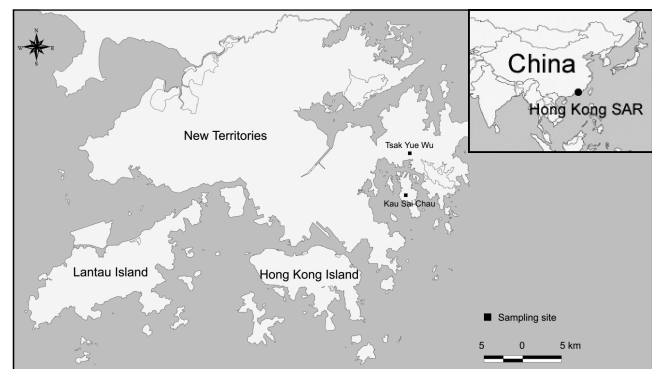 N
W E
S
China
Hong Kong SAR
New Territories
Tsak Yue Wu
Kau Sai Chau
Lantau Island
Hong Kong Island
Sampling site
5 0 5 km